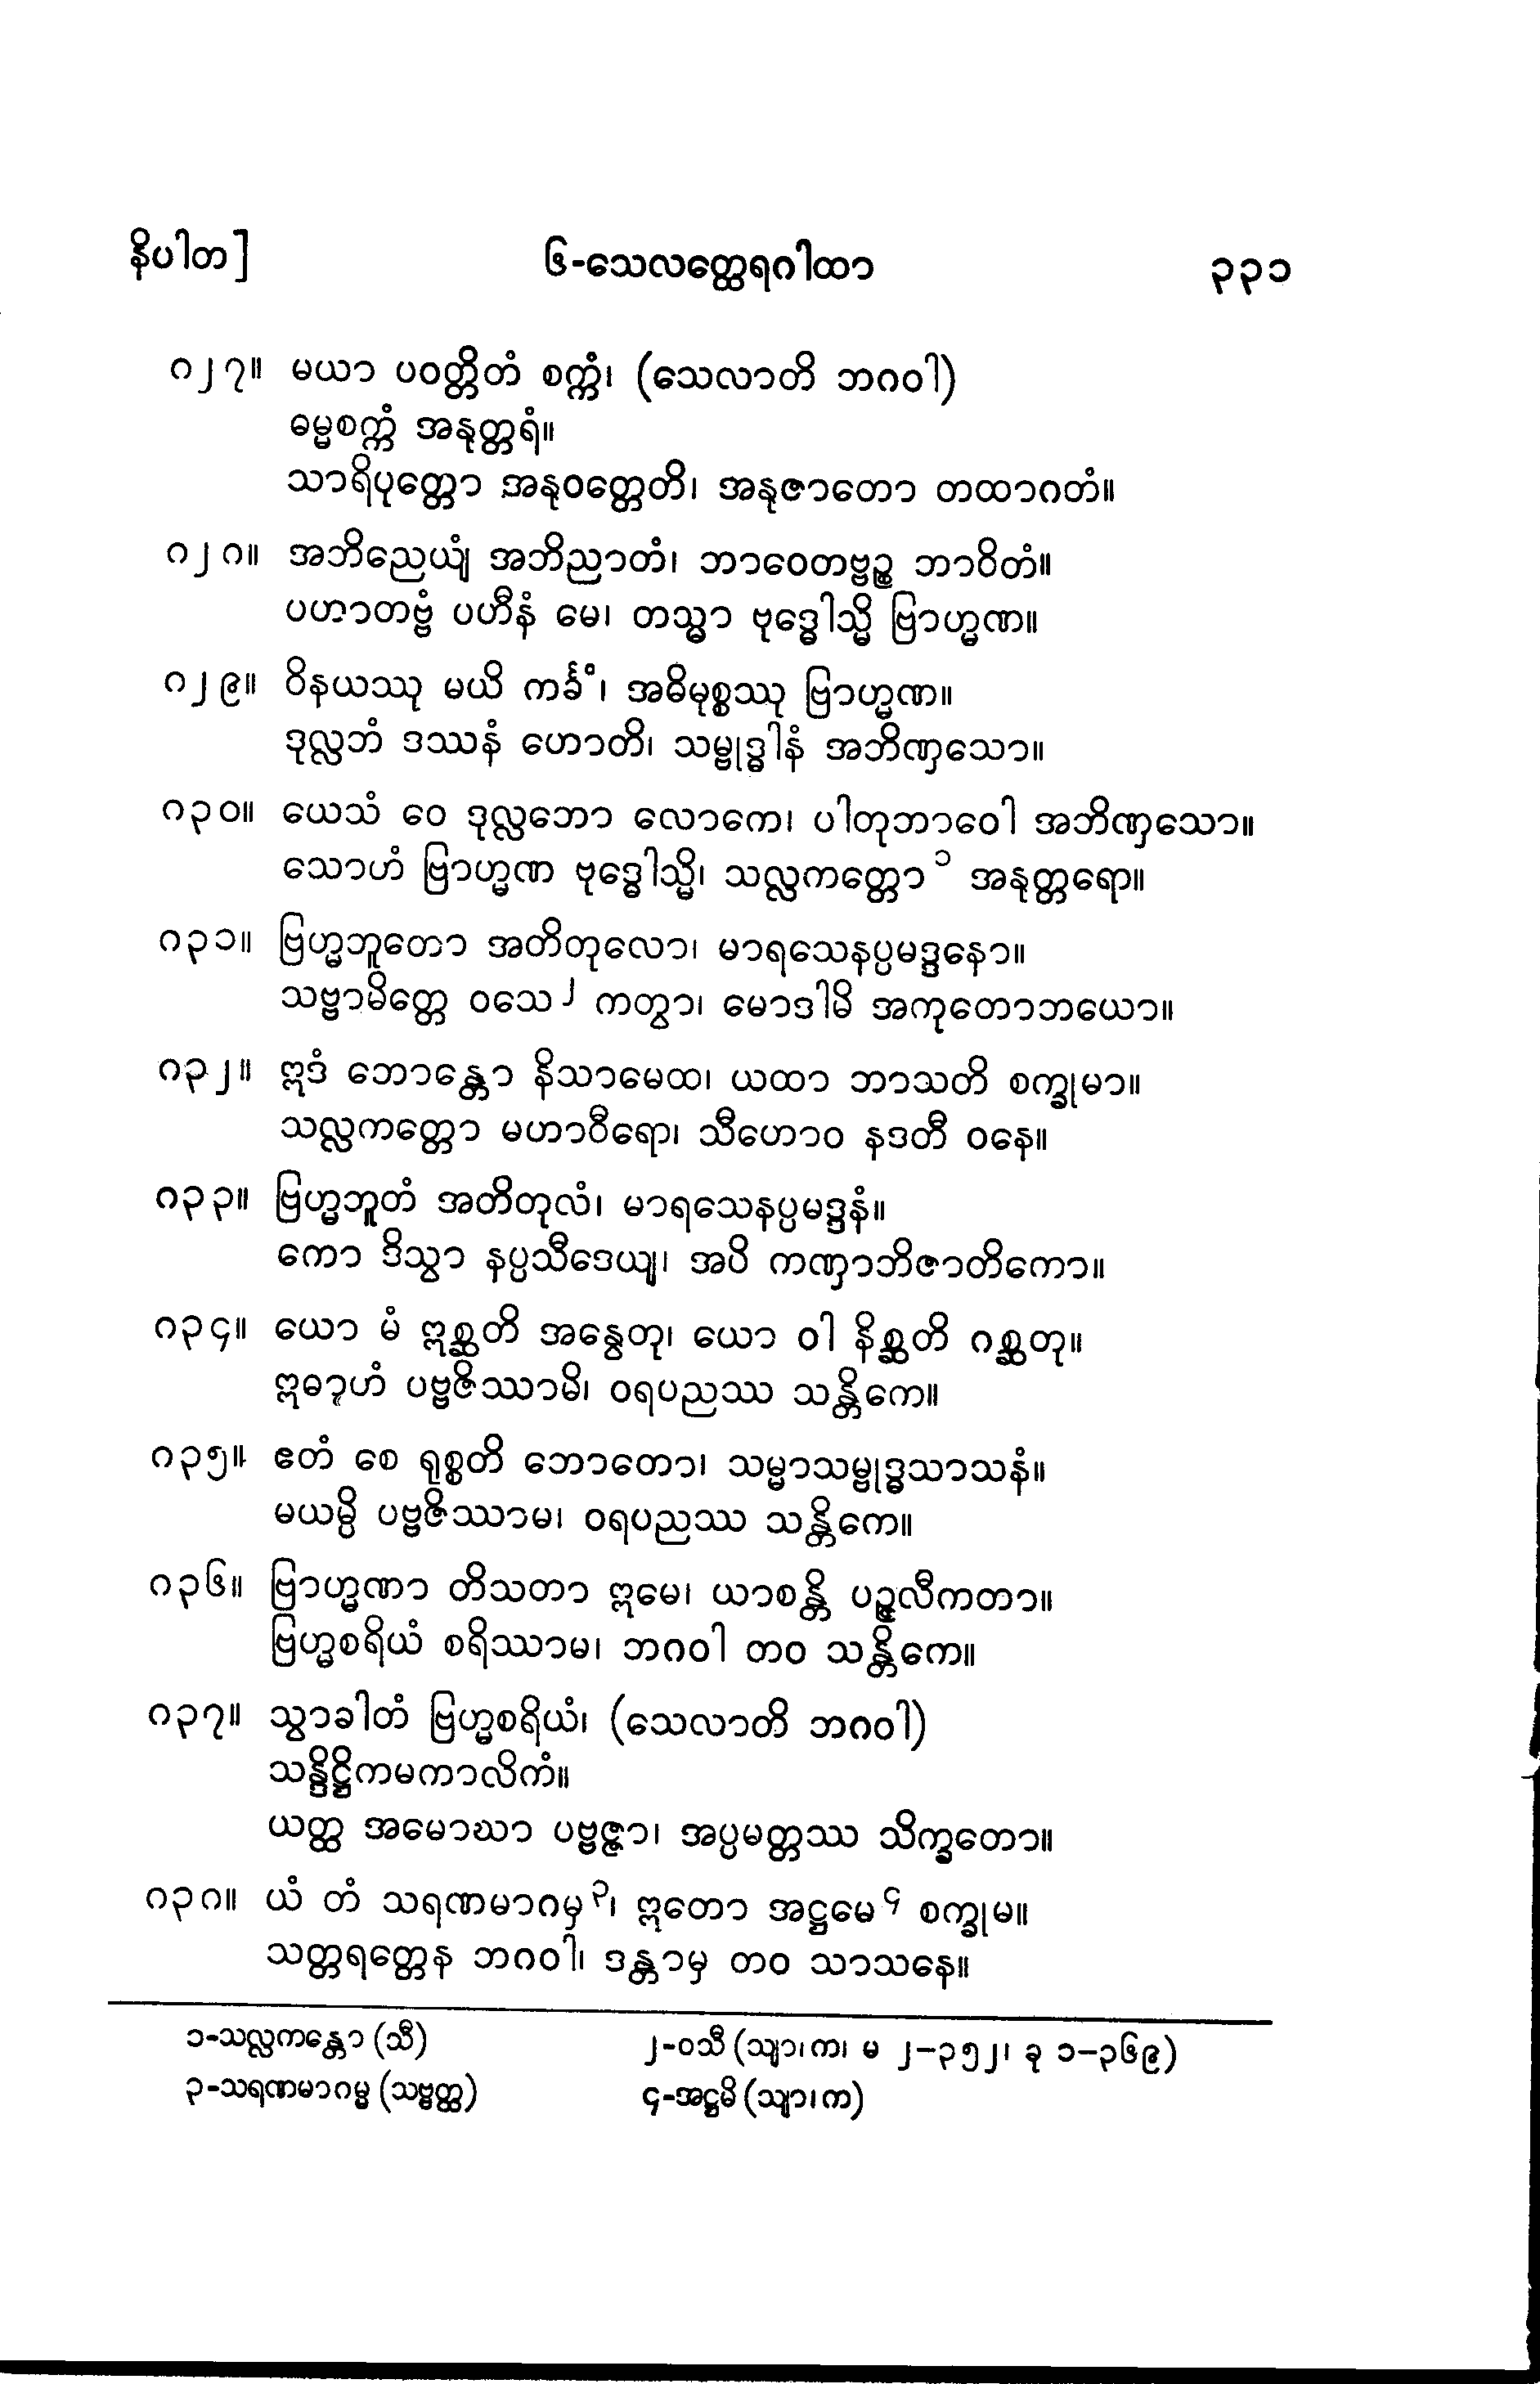 နိပါတ]
၆-သေလတ္ထေရဂါထာ
၃၃၁
၈၂၇။ မယာ ပဝတ္တိတံ စက္ကံ၊ (သေလာတိ ဘဂဝါ)
ဓမ္မစက္ကံ အနုတ္တရံ။
သာရိပုတ္တော အနုဝတ္တေတိ၊ အနုဇာတော တထာဂတံ။
၈၂၈။ အဘိညေယျံ အဘိညာတံ၊ ဘာဝေတဗ္ဗဉ္စ ဘာဝိတံ။
ပဟာတဗ္ဗံ ပဟီနံ မေ၊ တသ္မာ ဗုဒ္ဓေါသ္မိ ဗြာဟ္မဏ။
၈၂၉။ ဝိနယဿု မယိ ကင်္ခံ၊ အဓိမုစ္စဿု ဗြာဟ္မဏ။
ဒုလ္လဘံ ဒဿနံ ဟောတိ၊ သမ္ဗုဒ္ဓါနံ အဘိဏှသော။
၈၃၀။ ယေသံ ဝေ ဒုလ္လဘော လောကေ၊ ပါတုဘာဝေါ အဘိဏှသော။
သောဟံ ဗြာဟ္မဏ ဗုဒ္ဓေါသ္မိ၊ သလ္လကတ္တော ၁ အနုတ္တရော။
၈၃၁။ ဗြဟ္မဘူတော အတိတုလော၊ မာရသေနပ္ပမဒ္ဒနော။
သဗ္ဗာမိတ္တေ ဝသေ ၂ ကတွာ၊ မောဒါမိ အကုတောဘယော။
၈၃၂။ ဣဒံ ဘောန္တော နိသာမေထ၊ ယထာ ဘာသတိ စက္ခုမာ။
သလ္လကတ္တော မဟာဝီရော၊ သီဟောဝ နဒတီ ဝနေ။
၈၃၃။ ဗြဟ္မဘူတံ အတိတုလံ၊ မာရသေနပ္ပမဒ္ဒနံ။
ကော ဒိသွာ နပ္ပသီဒေယျ၊ အပိ ကဏှာဘိဇာတိကော။
၈၃၄။ ယော မံ ဣစ္ဆတိ အနွေတု၊ ယော ဝါ နိစ္ဆတိ ဂစ္ဆတု။
ဣဓာဟံ ပဗ္ဗဇိဿာမိ၊ ဝရပညဿ သန္တိကေ။
၈၃၅။ ဧတံ စေ ရုစ္စတိ ဘောတော၊ သမ္မာသမ္ဗုဒ္ဓသာသနံ။
မယမ္ပိ ပဗ္ဗဇိဿာမ၊ ဝရပညဿ သန္တိကေ။
၈၃၆။ ဗြာဟ္မဏာ တိသတာ ဣမေ၊ ယာစန္တိ ပဉ္ဇလီကတာ။
ဗြဟ္မစရိယံ စရိဿာမ၊ ဘဂဝါ တဝ သန္တိကေ။
၈၃၇။ သွာခါတံ ဗြဟ္မစရိယံ၊ (သေလာတိ ဘဂဝါ)
သန္ဒိဋ္ဌိကမကာလိကံ။
ယတ္ထ အမောဃာ ပဗ္ဗဇ္ဇာ၊ အပ္ပမတ္တဿ သိက္ခတော။
၈၃၈။ ယံ တံ သရဏမာဂမှ ၃၊ ဣတော အဋ္ဌမေ ၄ စက္ခုမ။
သတ္တရတ္တေန ဘဂဝါ၊ ဒန္တာမှ တဝ သာသနေ။
၁-သလ္လကန္တော (သီ)
၂-ဝသီ (သျာ၊က၊ မ ၂-၃၅၂၊ ခု ၁-၃၆၉)
၃-သရဏမာဂမ္မ (သဗ္ဗတ္ထ)
၄-အဋ္ဌမိ (သျာ၊က)